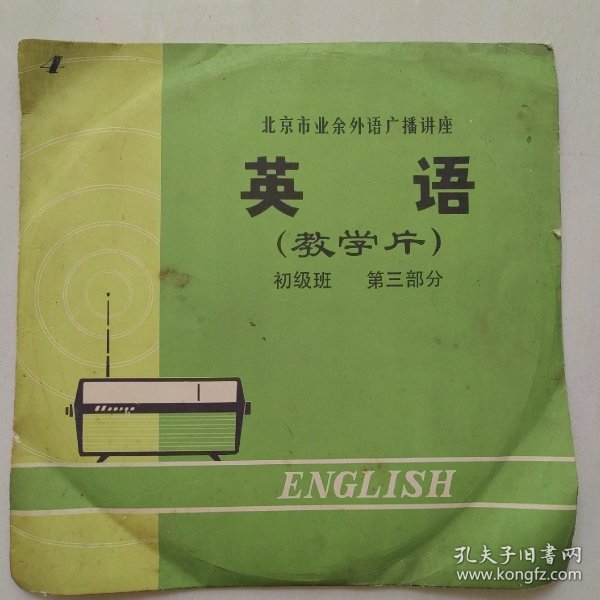 4
北京市业余外语广播讲座
英 语
(教学片)
初级班 第三部分
ENGLISH
孔夫子旧书网
www.kongfz.com